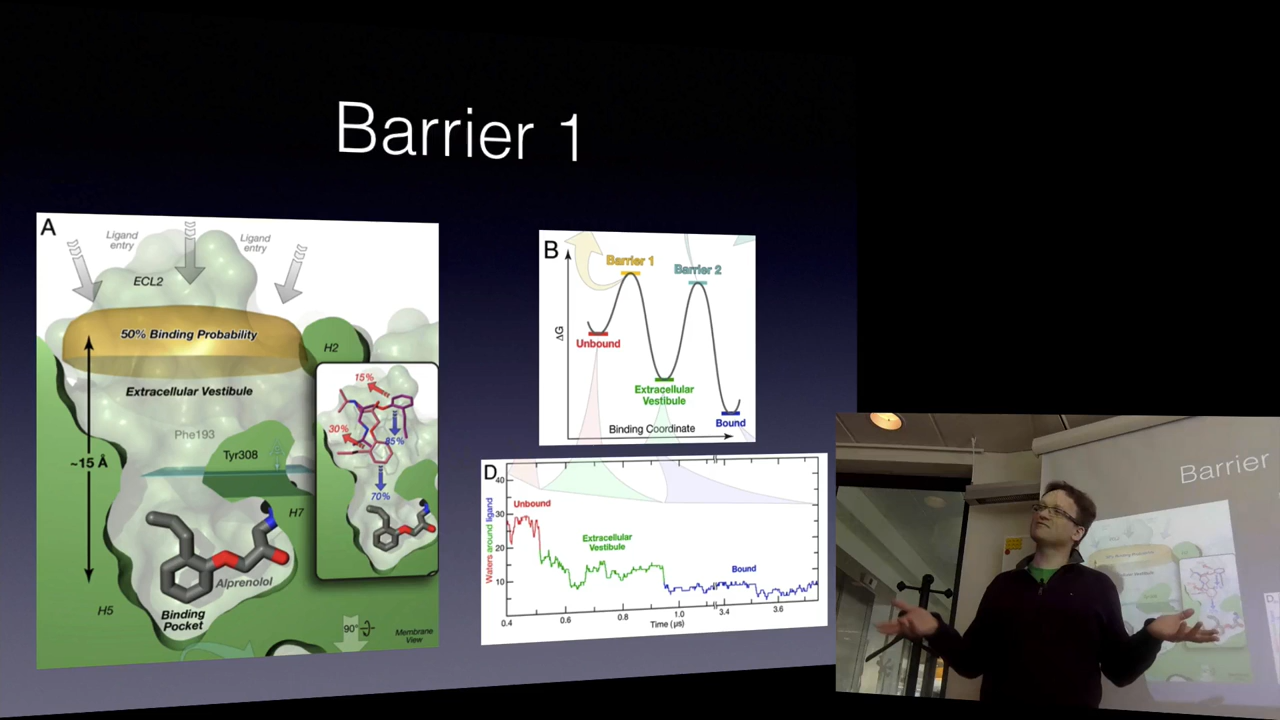 Barrier 1
A
Ligand
entry
Ligand
entry
ECL2
50% Binding Probability
H2
Extracellular Vestibule
Phe193
Tyr308
~15 Å
H7
Alprenolol
H5
Binding
Pocket
90°
Membrane
View
15%
30%
85%
70%
B
Barrier 1
Barrier 2
ΔG
Unbound
Extracellular
Vestibule
Bound
Binding Coordinate
D
Waters around ligand
40
30
20
10
Unbound
Extracellular
Vestibule
Bound
0.4
0.6
0.8
1.0
3.4
3.6
Time (µs)
Barrier